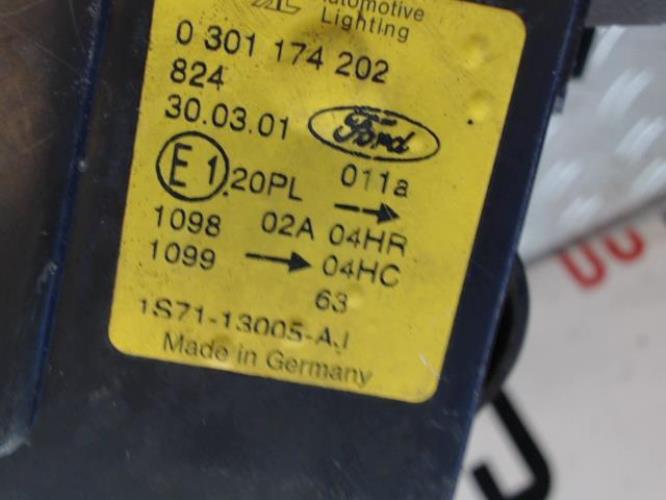 AL Automotive
Lighting
0 301 174 202
824
30.03.01 Ford
E1 .20PL 011a
1098 02A 04HR
1099 → 04HC
63
1S71-13005-AJ
Made in Germany